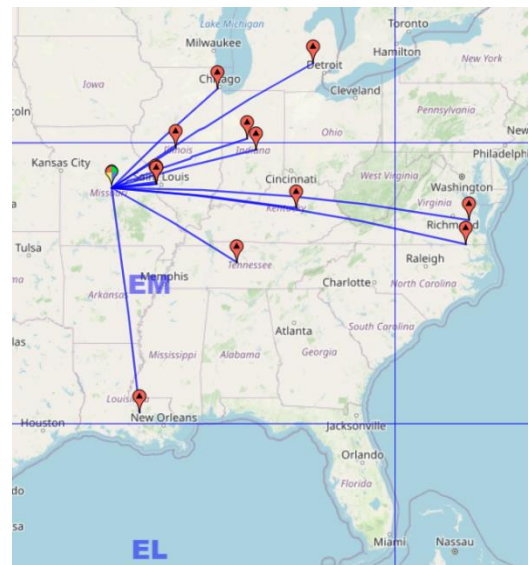 Toronto
Lake Michigan
Milwaukee
Hamilton
New York
Detroit
Chicago
Iowa
Cleveland
Pennsylvania
Illinois
Indiana
Ohio
Philadelph
Kansas City
Cincinnati
West Virginia
Washington
Kentucky
Virginia
Richmond
Tulsa
Tennessee
Raleigh
Memphis
Charlotte
North Carolina
Arkansas
EM
South Carolina
Atlanta
Mississippi
Alabama
Georgia
Louisiana
New Orleans
Houston
Jacksonville
Orlando
Florida
Miami
Nassau
EL